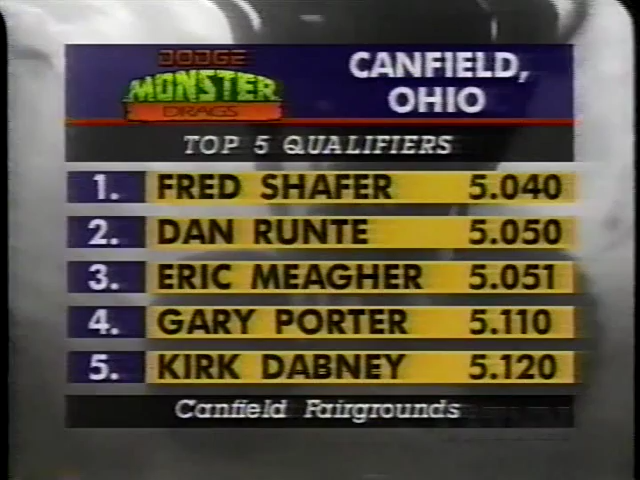 DODGE
MONSTER
DRAGS
CANFIELD,
OHIO
TOP 5 QUALIFIERS
1. FRED SHAFER 5.040
2. DAN RUNTE 5.050
3. ERIC MEAGHER 5.051
4. GARY PORTER 5.110
5. KIRK DABNEY 5.120
Canfield Fairgrounds